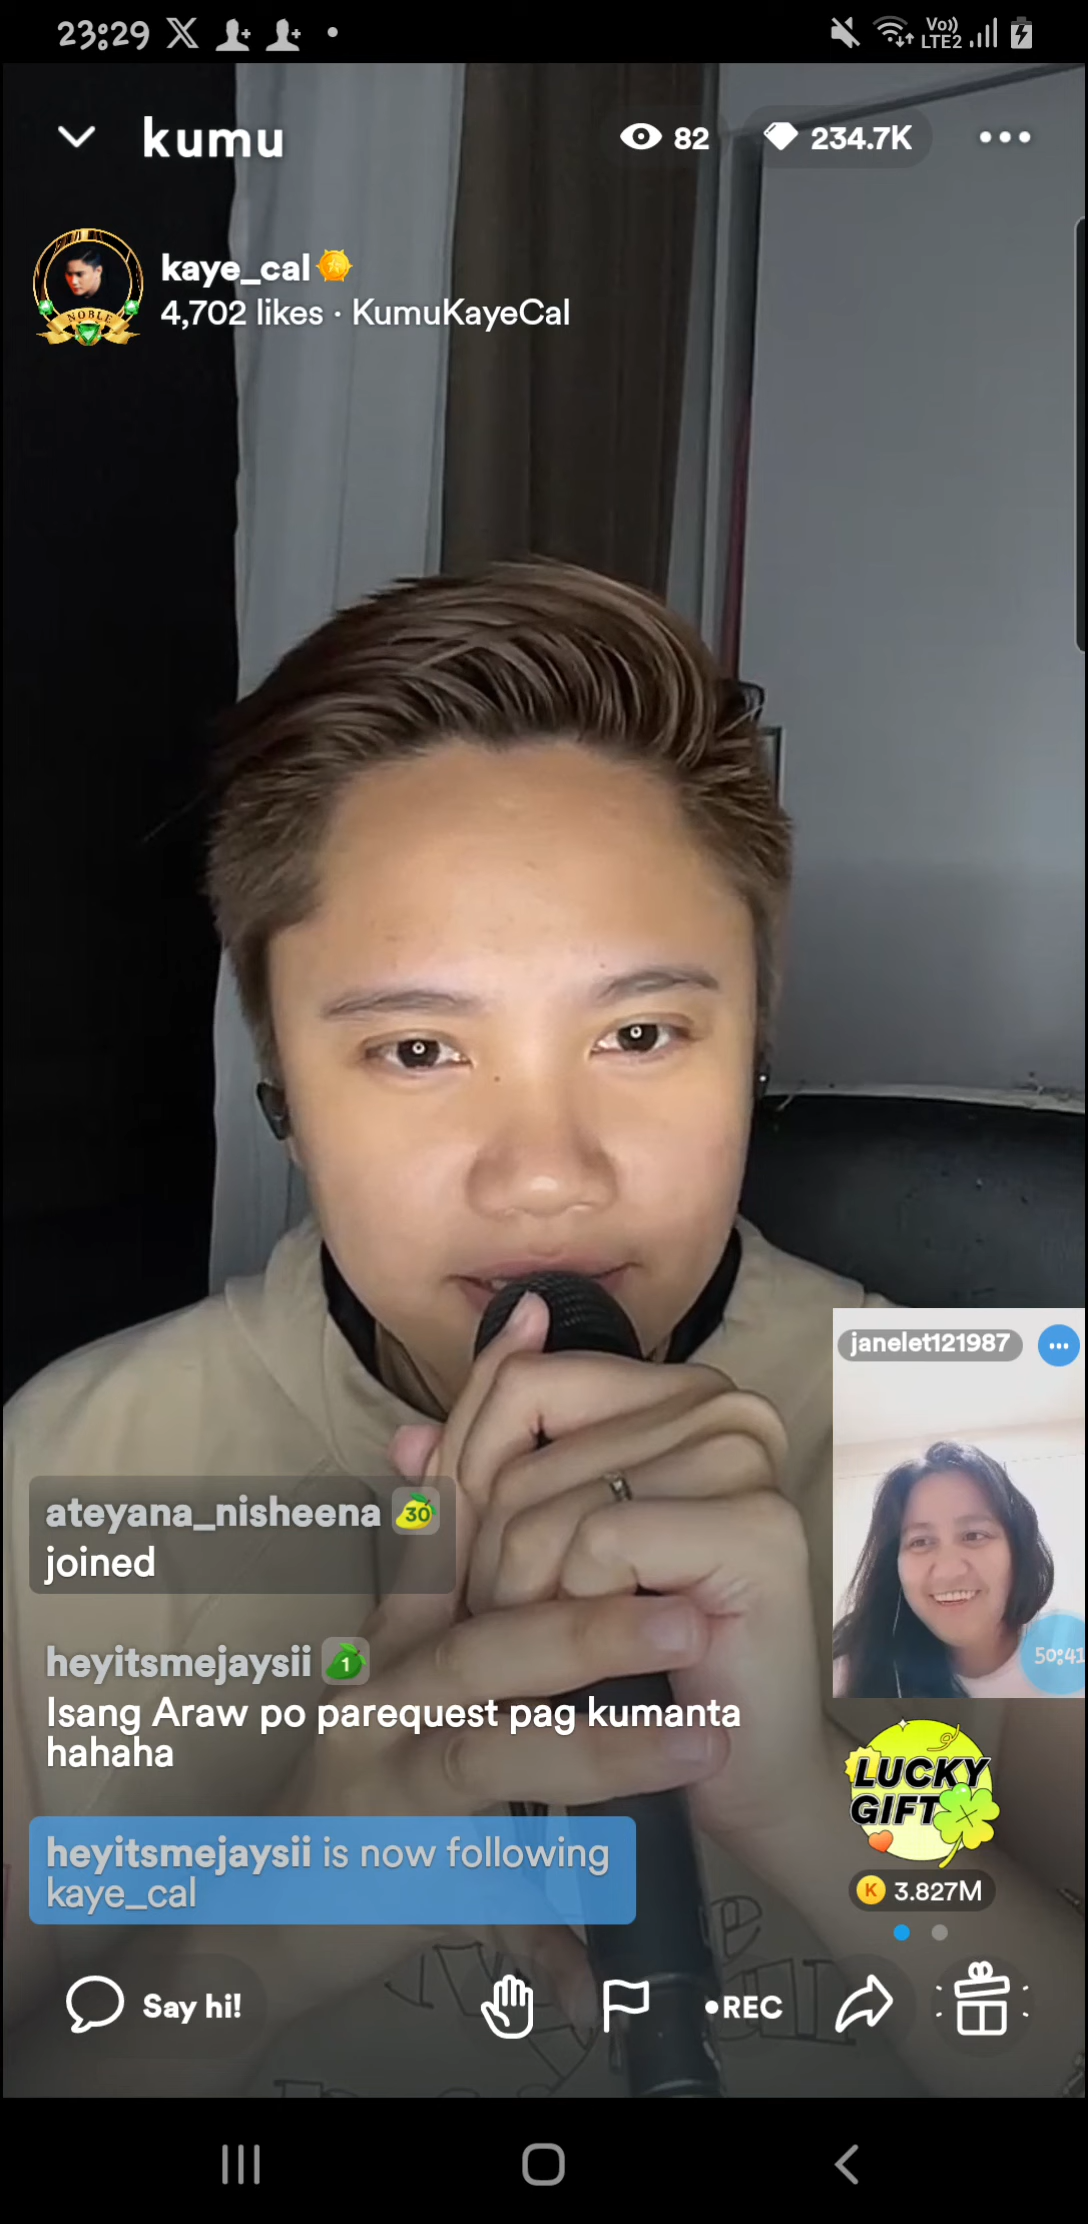 23:29
Vo))
LTE2
kumu
82
234.7K
kaye_cal
4,702 likes · KumuKayeCal
NOBLE
janelet121987
ateyana_nisheena 30
joined
50:41
heyitsmejaysii 1
Isang Araw po parequest pag kumanta
hahaha
LUCKY
GIFT
K 3.827M
heyitsmejaysii is now following
kaye_cal
Say hi!
•REC